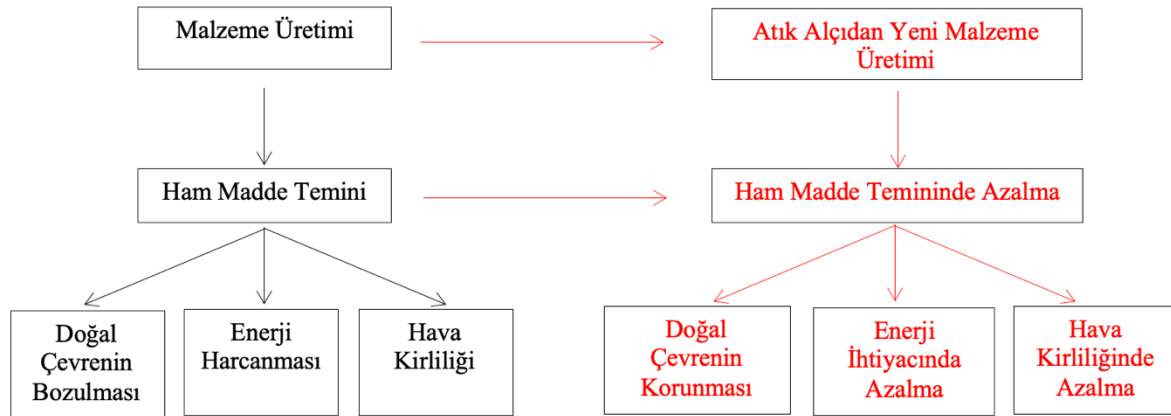 Malzeme Üretimi
Atık Alçıdan Yeni Malzeme
Üretimi
Ham Madde Temini
Ham Madde Temininde Azalma
Doğal
Çevrenin
Bozulması
Enerji
Harcanması
Hava
Kirliliği
Doğal
Çevrenin
Korunması
Enerji
İhtiyacında
Azalma
Hava
Kirliliğinde
Azalma